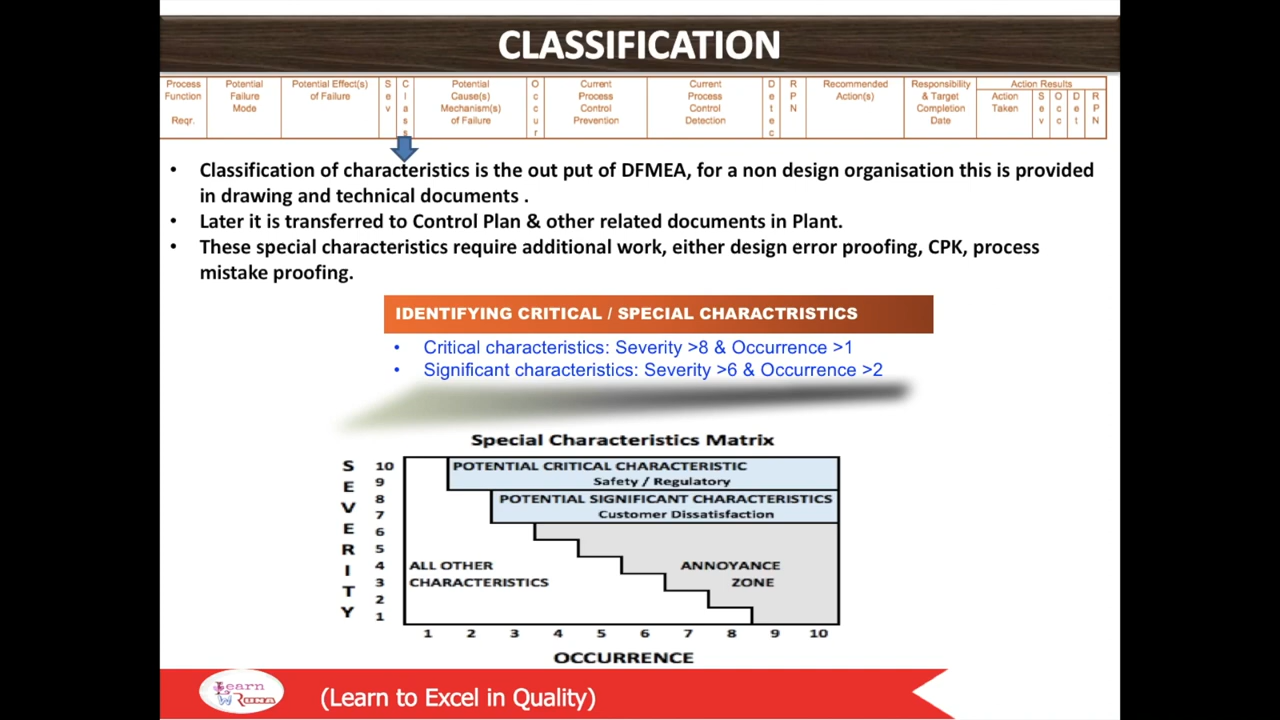 CLASSIFICATION
Process Function Reqr.
Potential Failure Mode
Potential Effect(s) of Failure
Sev
Class
Potential Cause(s) Mechanism(s) of Failure
Occur
Current Process Control Prevention
Current Process Control Detection
Detec
RPN
Recommended Action(s)
Responsibility & Target Completion Date
Action Results
Action Taken
Sev
Occ
Det
RPN
• Classification of characteristics is the out put of DFMEA, for a non design organisation this is provided
in drawing and technical documents .
• Later it is transferred to Control Plan & other related documents in Plant.
• These special characteristics require additional work, either design error proofing, CPK, process
mistake proofing.
IDENTIFYING CRITICAL / SPECIAL CHARACTRISTICS
• Critical characteristics: Severity >8 & Occurrence >1
• Significant characteristics: Severity >6 & Occurrence >2
Special Characteristics Matrix
SEVERITY
10
9
8
7
6
5
4
3
2
1
POTENTIAL CRITICAL CHARACTERISTIC
Safety / Regulatory
POTENTIAL SIGNIFICANT CHARACTERISTICS
Customer Dissatisfaction
ALL OTHER
CHARACTERISTICS
ANNOYANCE
ZONE
1 2 3 4 5 6 7 8 9 10
OCCURRENCE
Learn
W RUNA
(Learn to Excel in Quality)